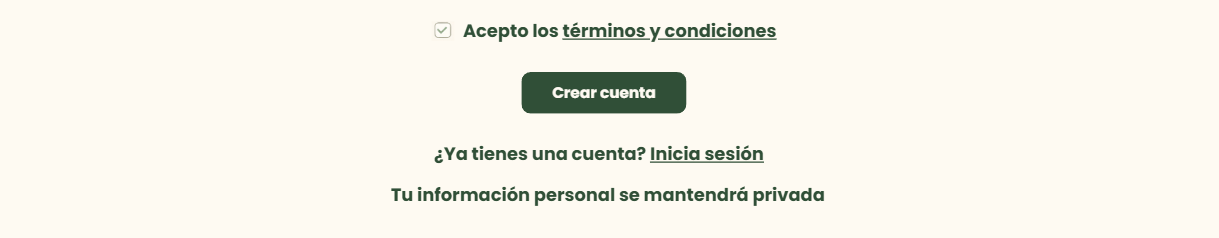 Acepto los términos y condiciones
Crear cuenta
¿Ya tienes una cuenta? Inicia sesión
Tu información personal se mantendrá privada